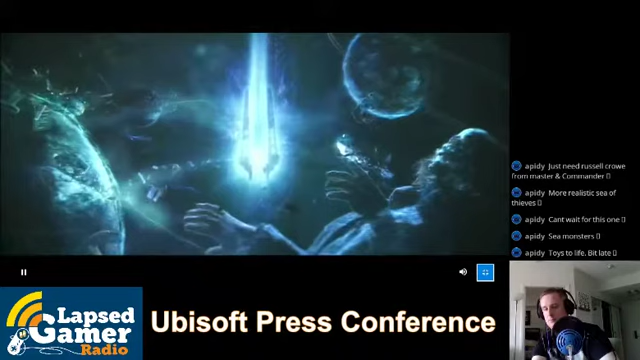 apidy Just need russell crowe
from master & Commander
apidy More realistic sea of
thieves
apidy Cant wait for this one
apidy Sea monsters
apidy Toys to life. Bit late
Lapsed
Gamer
Radio
Ubisoft Press Conference